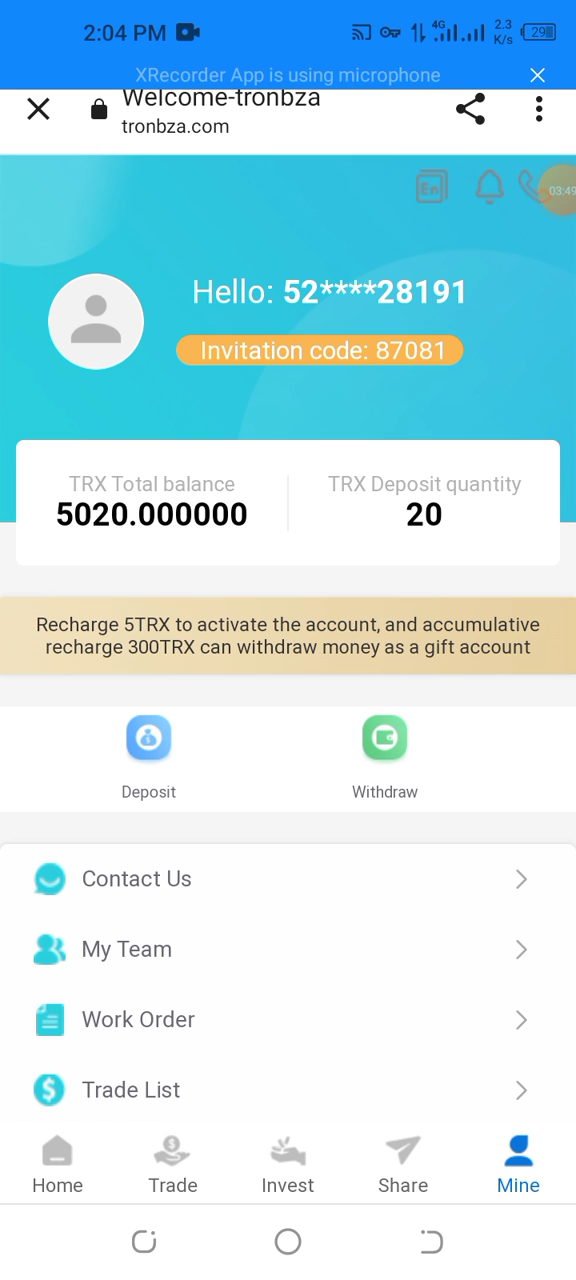 2:04 PM
4G
2.3
K/s
29
XRecorder App is using microphone
Welcome-tronbza
tronbza.com
En
03:49
Hello: 52****28191
Invitation code: 87081
TRX Total balance
5020.000000
TRX Deposit quantity
20
Recharge 5TRX to activate the account, and accumulative
recharge 300TRX can withdraw money as a gift account
Deposit
Withdraw
Contact Us
My Team
Work Order
Trade List
Home
Trade
Invest
Share
Mine